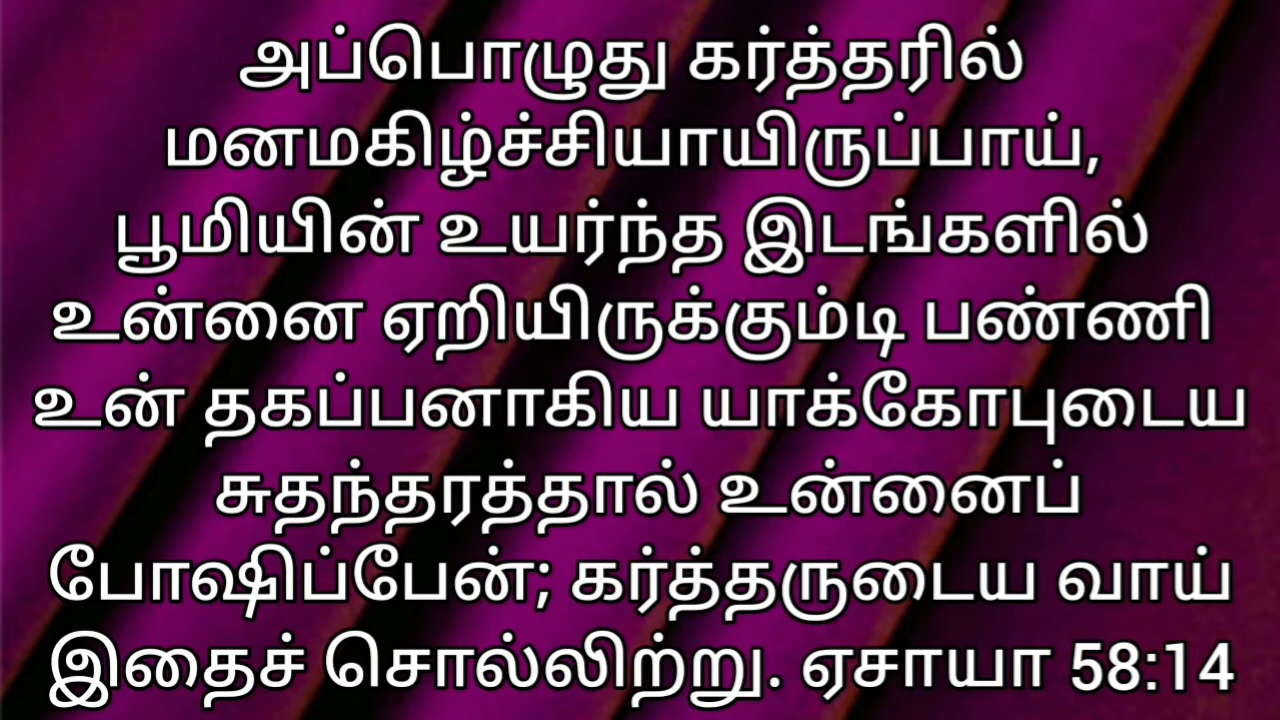 அப்பொழுது கர்த்தரில்
மனமகிழ்ச்சியாயிருப்பாய்,
பூமியின் உயர்ந்த இடங்களில்
உன்னை ஏறியிருக்கும்டி பண்ணி
உன் தகப்பனாகிய யாக்கோபுடைய
சுதந்தரத்தால் உன்னைப்
போஷிப்பேன்; கர்த்தருடைய வாய்
இதைச் சொல்லிற்று. ஏசாயா 58:14